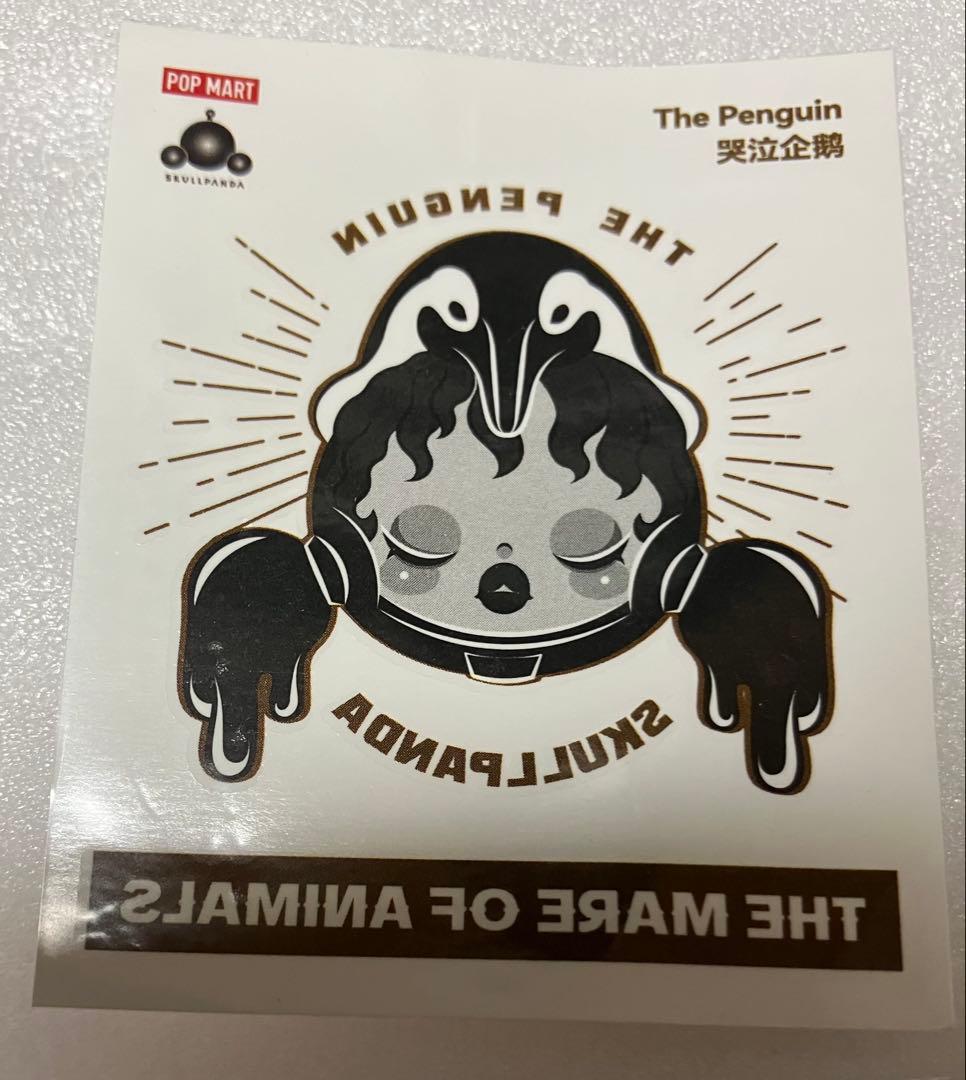 POP MART
SKULLPANDA
The Penguin
哭泣企鹅
THE PENGUIN
SKULLPANDA
THE MARE OF ANIMALS